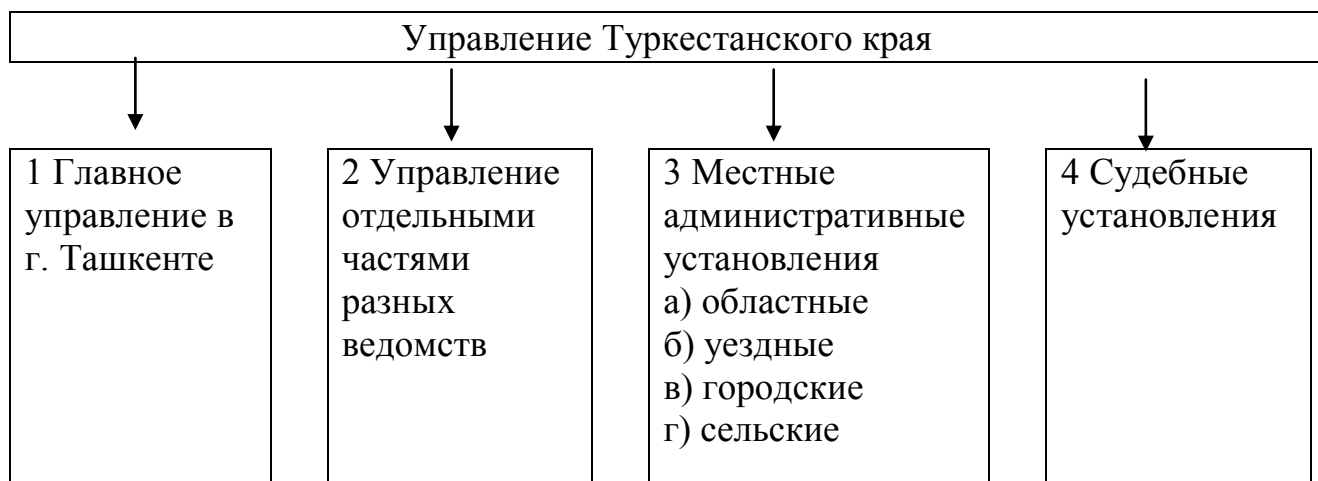 Управление Туркестанского края
1 Главное
управление в
г. Ташкенте
2 Управление
отдельными
частями
разных
ведомств
3 Местные
административные
установления
а) областные
б) уездные
в) городские
г) сельские
4 Судебные
установления